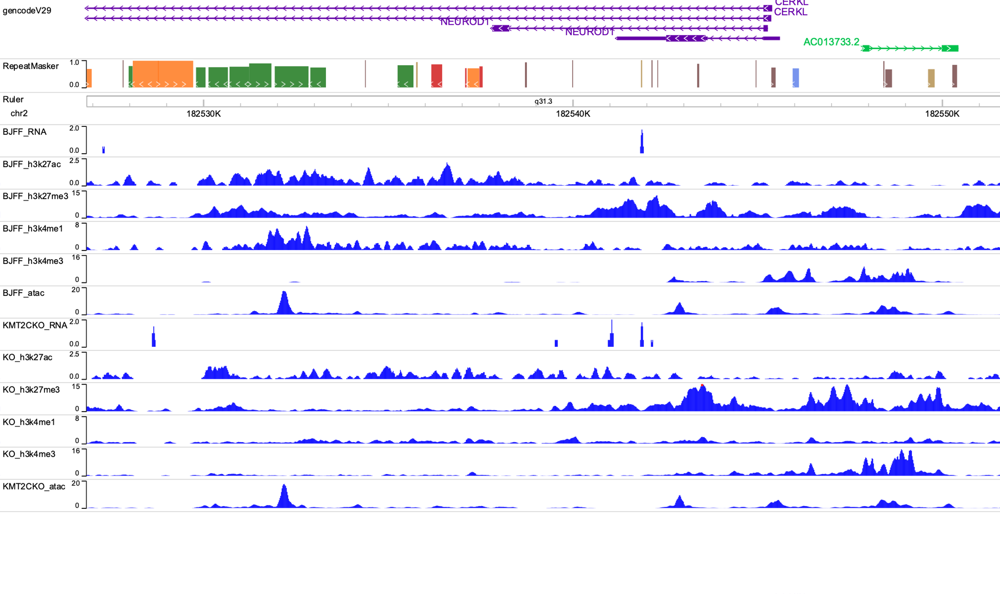 CERKL
gencodeV29
CERKL
NEUROD1
NEUROD1
AC013733.2
RepeatMasker 1.0
0.0
Ruler q31.3
chr2 182530K 182540K 182550K
BJFF_RNA 2.0
0.0
BJFF_h3k27ac 2.5
0.0
BJFF_h3k27me3 15
0
BJFF_h3k4me1 8
0
BJFF_h3k4me3 16
0
BJFF_atac 20
0
KMT2CKO_RNA 2.0
0.0
KO_h3k27ac 2.5
0.0
KO_h3k27me3 15
0
KO_h3k4me1 8
0
KO_h3k4me3 16
0
KMT2CKO_atac 20
0